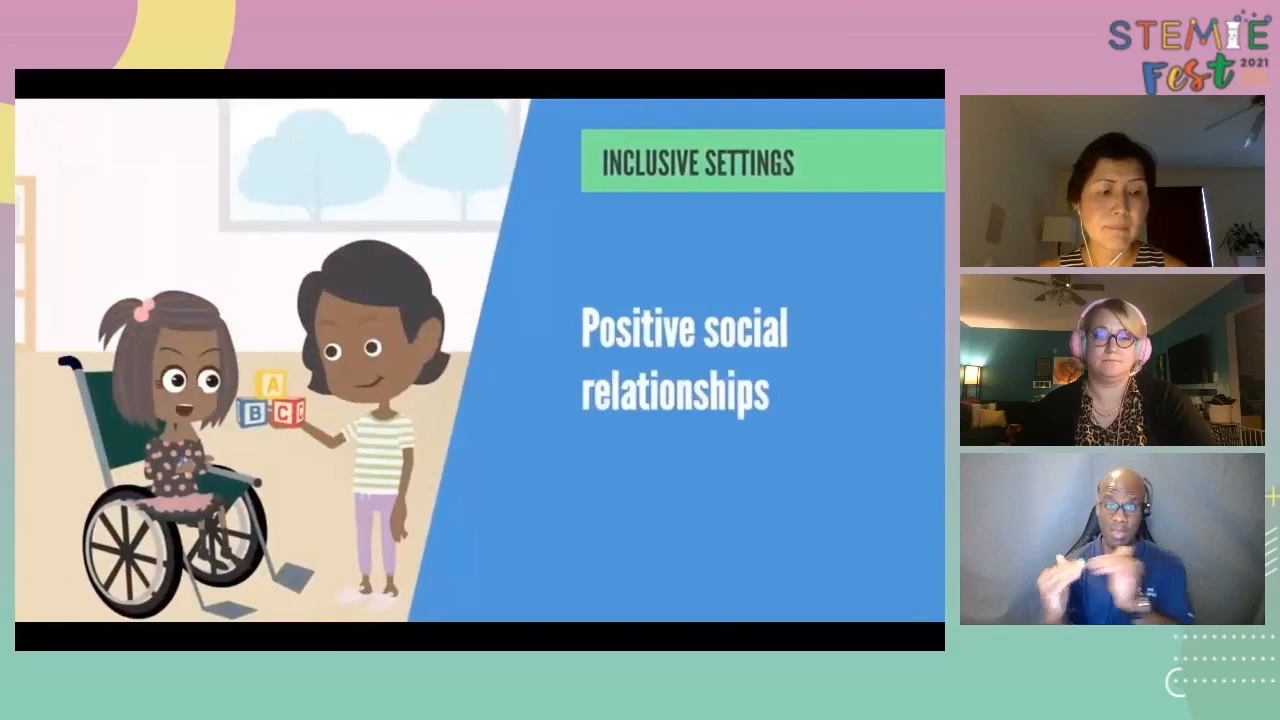 STEMIE
Fest 2021
INCLUSIVE SETTINGS
Positive social
relationships
A
B C